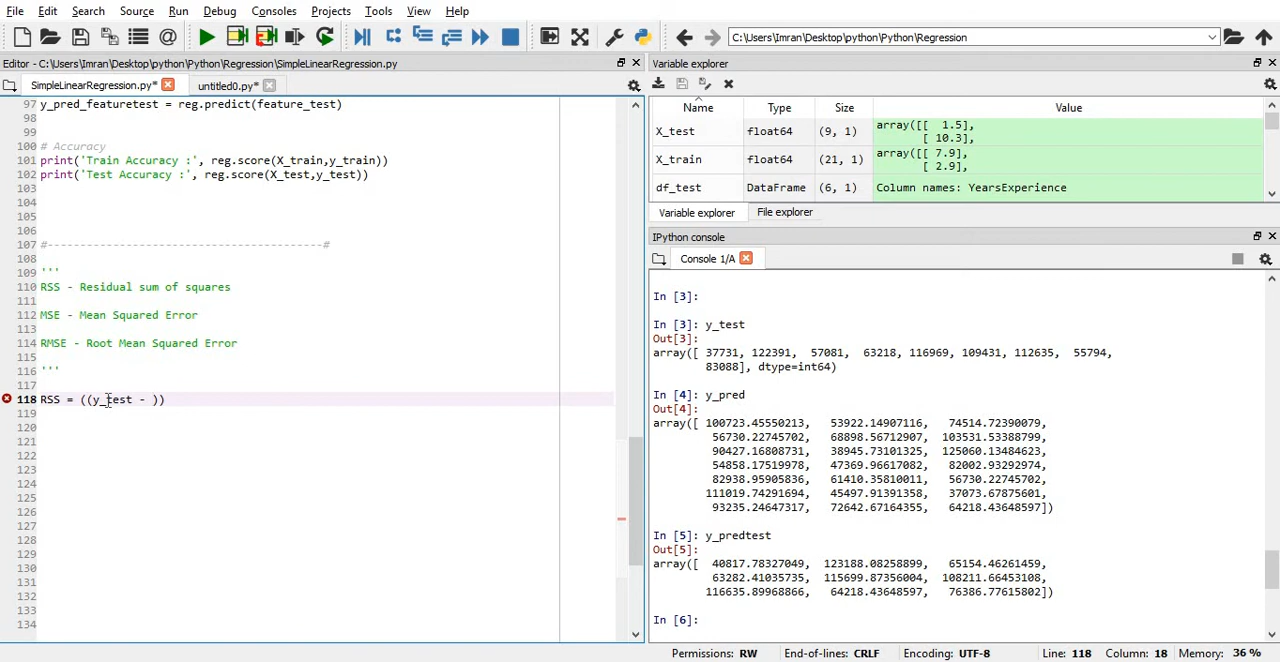 File Edit Search Source Run Debug Consoles Projects Tools View Help
C:\Users\Imran\Desktop\python\Python\Regression
Editor - C:\Users\Imran\Desktop\python\Python\Regression\SimpleLinearRegression.py
SimpleLinearRegression.py* untitled0.py*
97 y_pred_featuretest = reg.predict(feature_test)
98
99
100 # Accuracy
101 print('Train Accuracy :', reg.score(X_train,y_train))
102 print('Test Accuracy :', reg.score(X_test,y_test))
103
104
105
106
107 #------------------------------------------#
108
109 '''
110 RSS - Residual sum of squares
111
112 MSE - Mean Squared Error
113
114 RMSE - Root Mean Squared Error
115
116 '''
117
118 RSS = ((y_test - ))
119
120
121
122
123
124
125
126
127
128
129
130
131
132
133
134
Variable explorer
Name Type Size Value
X_test float64 (9, 1) array([[ 1.5],
[ 10.3],
X_train float64 (21, 1) array([[ 7.9],
[ 2.9],
df_test DataFrame (6, 1) Column names: YearsExperience
Variable explorer File explorer
IPython console
Console 1/A
In [3]:
In [3]: y_test
Out[3]:
array([ 37731, 122391, 57081, 63218, 116969, 109431, 112635, 55794,
83088], dtype=int64)
In [4]: y_pred
Out[4]:
array([ 100723.45550213, 53922.14907116, 74514.72390079,
56730.22745702, 68898.56712907, 103531.53388799,
90427.16808731, 38945.73101325, 125060.13484623,
54858.17519978, 47369.96617082, 82002.93292974,
82938.95905836, 61410.35810011, 56730.22745702,
111019.74291694, 45497.91391358, 37073.67875601,
93235.24647317, 72642.67164355, 64218.43648597])
In [5]: y_predtest
Out[5]:
array([ 40817.78327049, 123188.08258899, 65154.46261459,
63282.41035735, 115699.87356004, 108211.66453108,
116635.89968866, 64218.43648597, 76386.77615802])
In [6]:
Permissions: RW End-of-lines: CRLF Encoding: UTF-8 Line: 118 Column: 18 Memory: 36 %